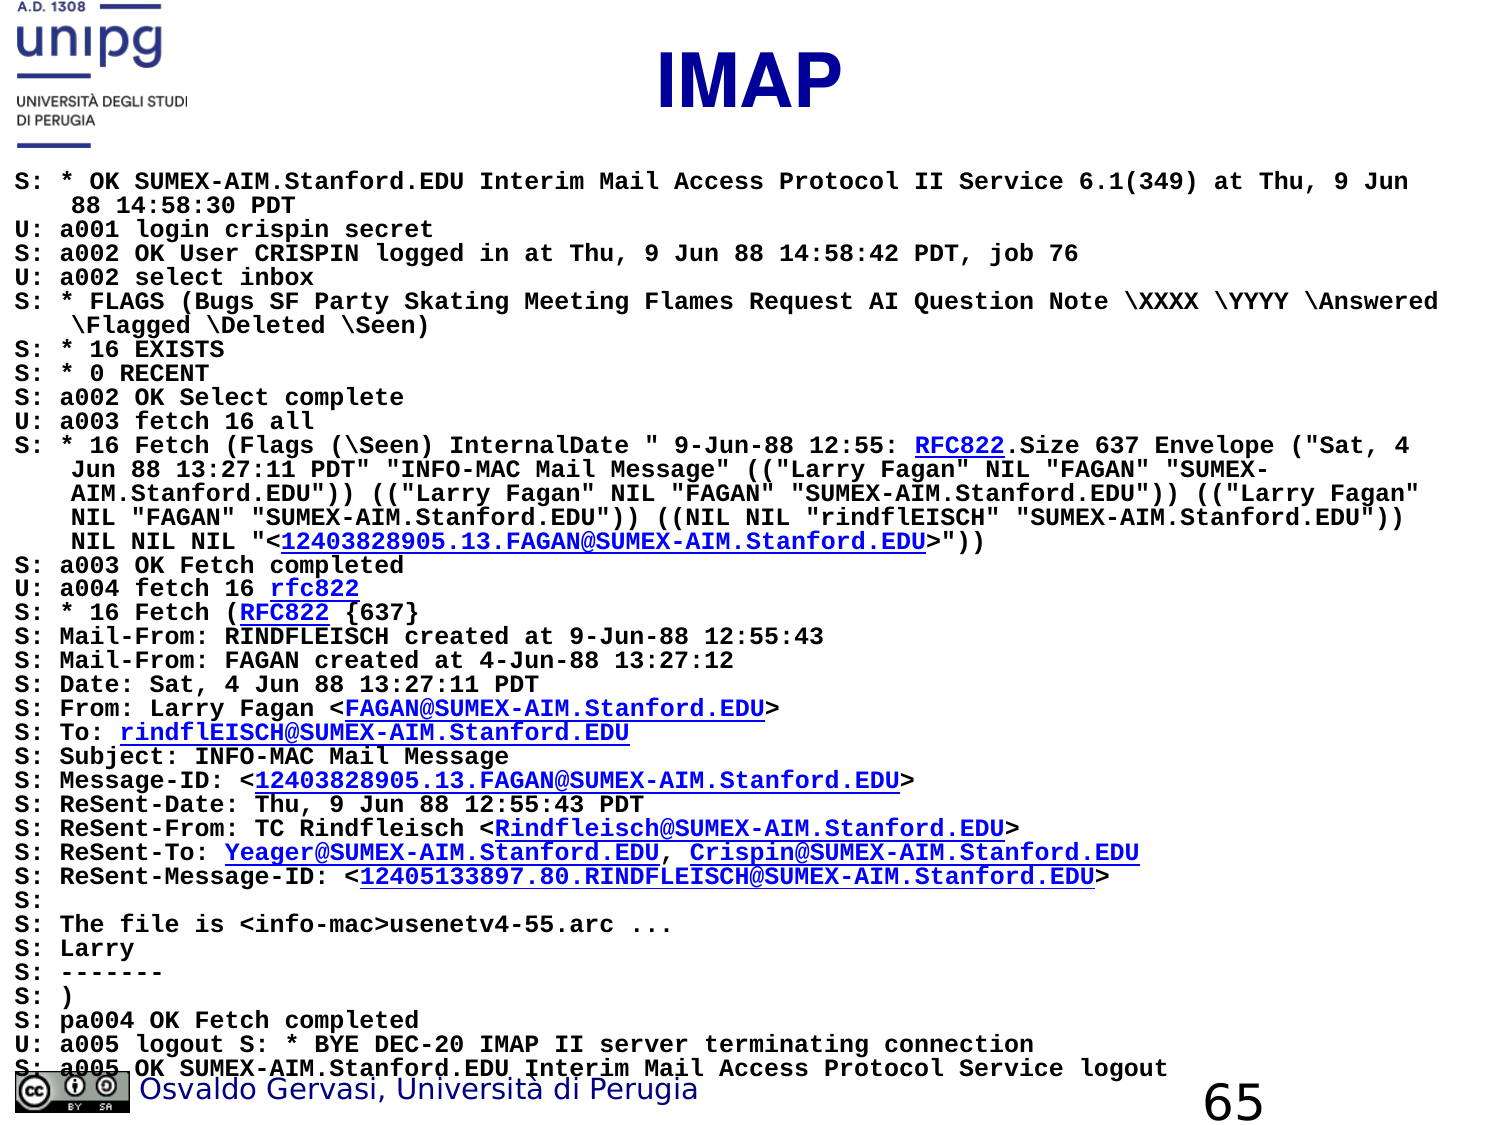 A.D. 1308
unipg
UNIVERSITÀ DEGLI STUDI
DI PERUGIA
IMAP
S: * OK SUMEX-AIM.Stanford.EDU Interim Mail Access Protocol II Service 6.1(349) at Thu, 9 Jun
88 14:58:30 PDT
U: a001 login crispin secret
S: a002 OK User CRISPIN logged in at Thu, 9 Jun 88 14:58:42 PDT, job 76
U: a002 select inbox
S: * FLAGS (Bugs SF Party Skating Meeting Flames Request AI Question Note \XXXX \YYYY \Answered
\Flagged \Deleted \Seen)
S: * 16 EXISTS
S: * 0 RECENT
S: a002 OK Select complete
U: a003 fetch 16 all
S: * 16 Fetch (Flags (\Seen) InternalDate " 9-Jun-88 12:55: RFC822.Size 637 Envelope ("Sat, 4
Jun 88 13:27:11 PDT" "INFO-MAC Mail Message" (("Larry Fagan" NIL "FAGAN" "SUMEX-
AIM.Stanford.EDU")) (("Larry Fagan" NIL "FAGAN" "SUMEX-AIM.Stanford.EDU")) (("Larry Fagan"
NIL "FAGAN" "SUMEX-AIM.Stanford.EDU")) ((NIL NIL "rindflEISCH" "SUMEX-AIM.Stanford.EDU"))
NIL NIL NIL "<12403828905.13.FAGAN@SUMEX-AIM.Stanford.EDU>"))
S: a003 OK Fetch completed
U: a004 fetch 16 rfc822
S: * 16 Fetch (RFC822 {637}
S: Mail-From: RINDFLEISCH created at 9-Jun-88 12:55:43
S: Mail-From: FAGAN created at 4-Jun-88 13:27:12
S: Date: Sat, 4 Jun 88 13:27:11 PDT
S: From: Larry Fagan <FAGAN@SUMEX-AIM.Stanford.EDU>
S: To: rindflEISCH@SUMEX-AIM.Stanford.EDU
S: Subject: INFO-MAC Mail Message
S: Message-ID: <12403828905.13.FAGAN@SUMEX-AIM.Stanford.EDU>
S: ReSent-Date: Thu, 9 Jun 88 12:55:43 PDT
S: ReSent-From: TC Rindfleisch <Rindfleisch@SUMEX-AIM.Stanford.EDU>
S: ReSent-To: Yeager@SUMEX-AIM.Stanford.EDU, Crispin@SUMEX-AIM.Stanford.EDU
S: ReSent-Message-ID: <12405133897.80.RINDFLEISCH@SUMEX-AIM.Stanford.EDU>
S:
S: The file is <info-mac>usenetv4-55.arc ...
S: Larry
S: -------
S: )
S: pa004 OK Fetch completed
U: a005 logout S: * BYE DEC-20 IMAP II server terminating connection
S: a005 OK SUMEX-AIM.Stanford.EDU Interim Mail Access Protocol Service logout
cc BY SA
Osvaldo Gervasi, Università di Perugia
65